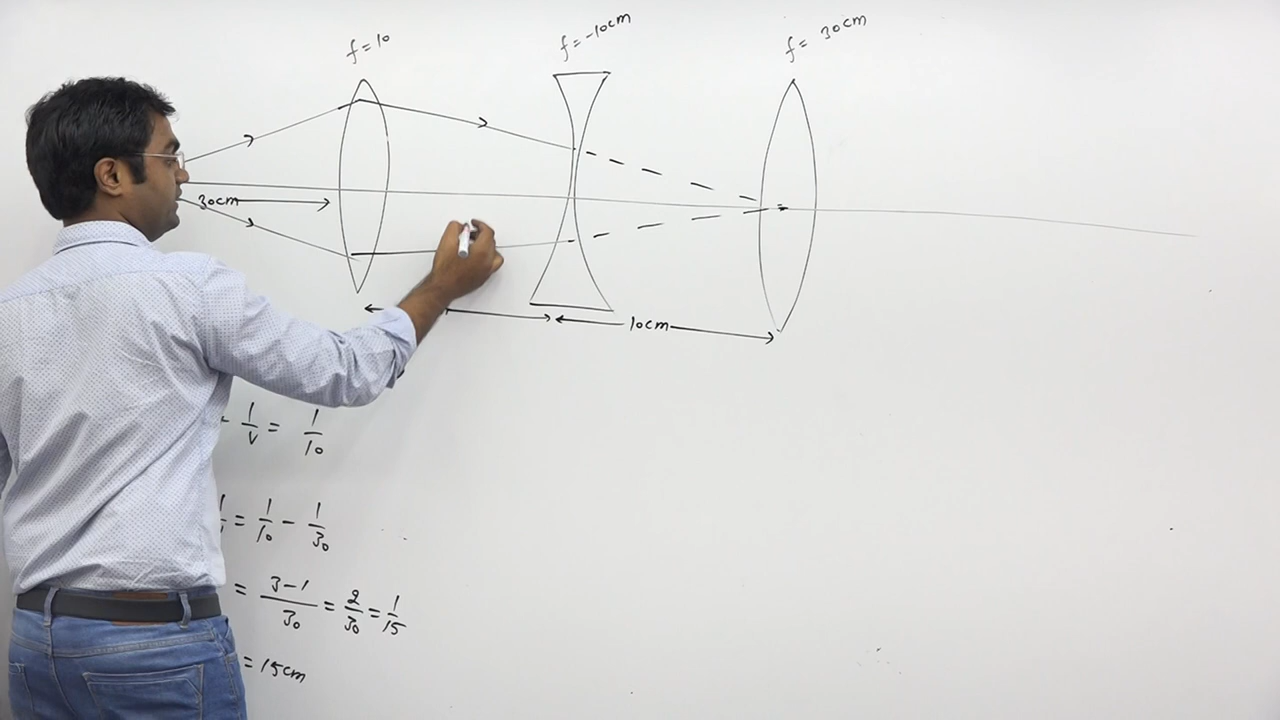 f=10
f=-10cm
f= 30cm
30cm
10cm
1/v = 1/10
= 1/10 - 1/30
= 3-1/30 = 2/30 = 1/15
= 15cm